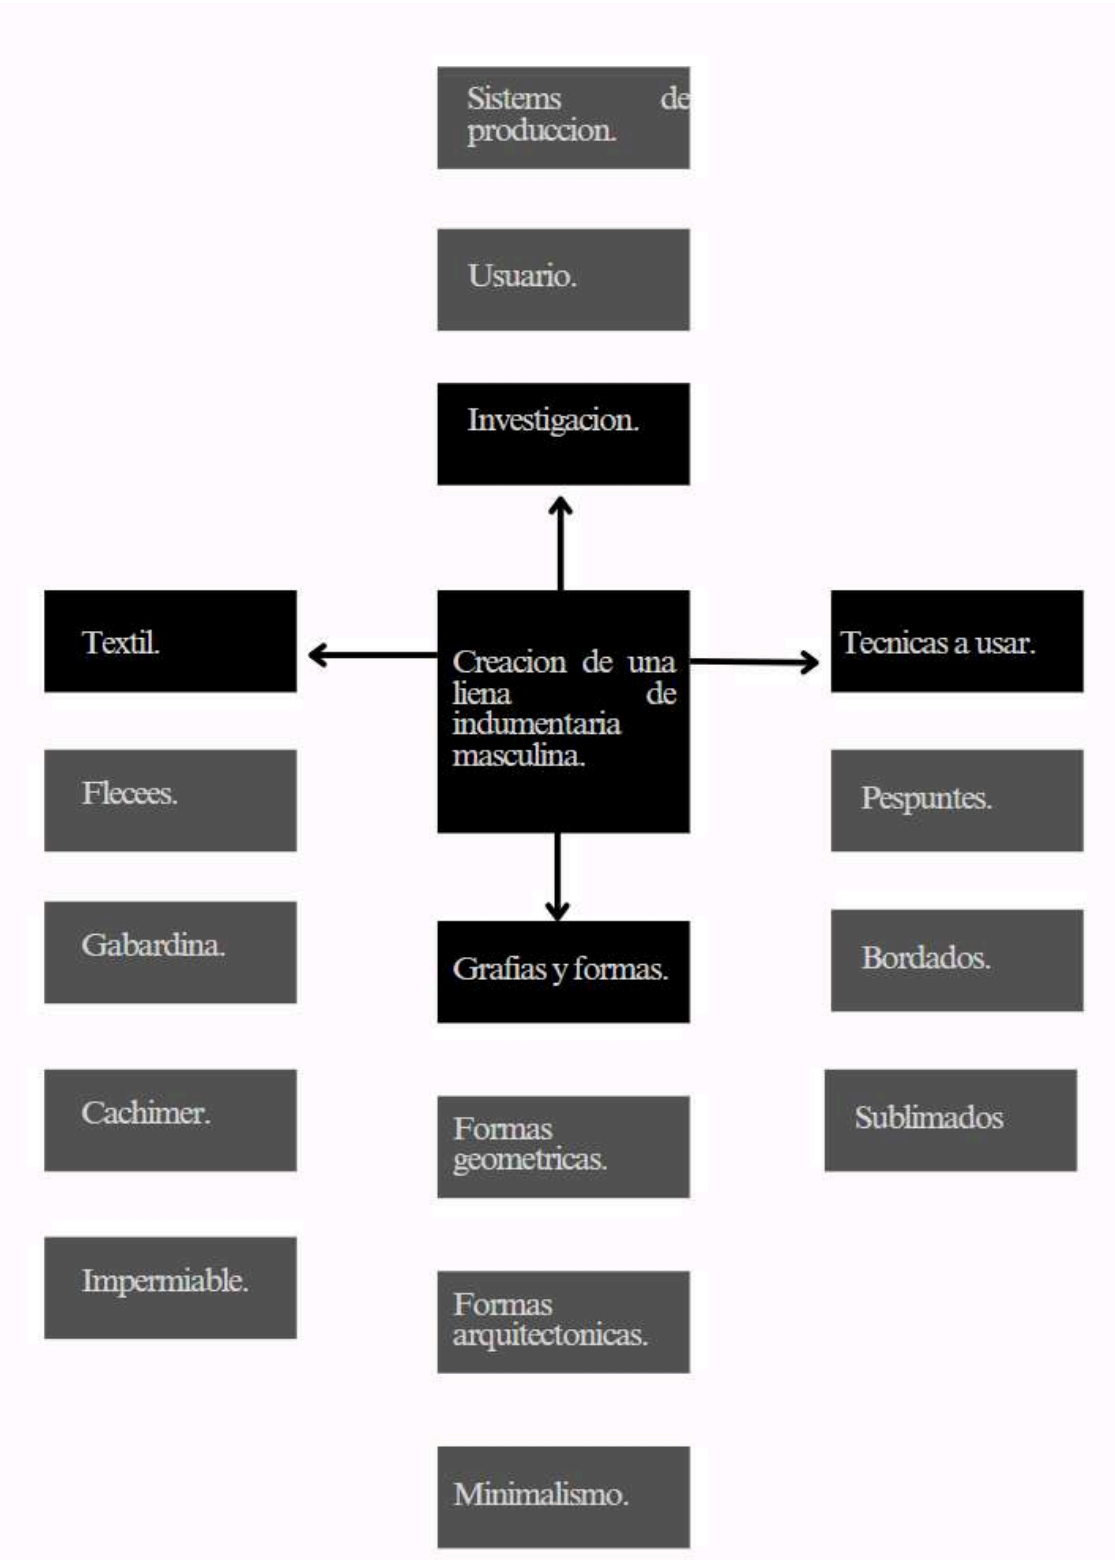 Sistems de
produccion.
Usuario.
Investigacion.
Textil.
Creacion de una
liena de
indumentaria
masculina.
Tecnicas a usar.
Flecees.
Pespuntes.
Gabardina.
Bordados.
Grafias y formas.
Cachimer.
Sublimados
Formas
geometricas.
Impermiable.
Formas
arquitectonicas.
Minimalismo.